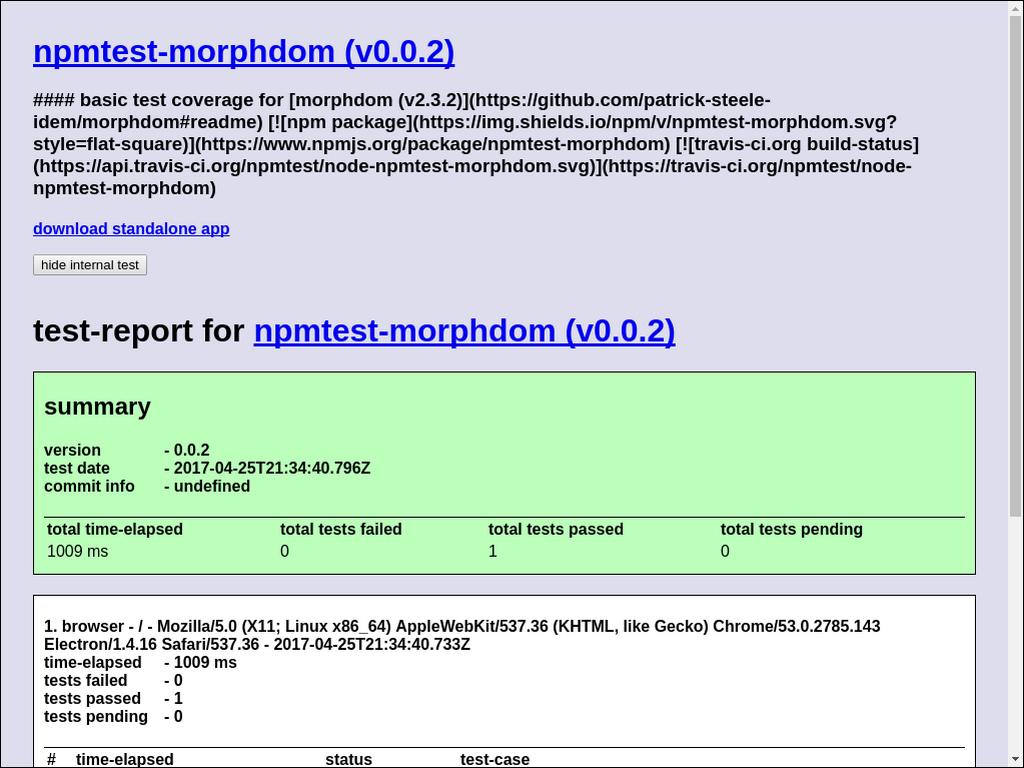 npmtest-morphdom (v0.0.2)
#### basic test coverage for [morphdom (v2.3.2)](https://github.com/patrick-steele-
idem/morphdom#readme) [![npm package](https://img.shields.io/npm/v/npmtest-morphdom.svg?
style=flat-square)](https://www.npmjs.org/package/npmtest-morphdom) [![travis-ci.org build-status]
(https://api.travis-ci.org/npmtest/node-npmtest-morphdom.svg)](https://travis-ci.org/npmtest/node-
npmtest-morphdom)
download standalone app
hide internal test
test-report for npmtest-morphdom (v0.0.2)
summary
version - 0.0.2
test date - 2017-04-25T21:34:40.796Z
commit info - undefined
total time-elapsed total tests failed total tests passed total tests pending
1009 ms 0 1 0
1. browser - / - Mozilla/5.0 (X11; Linux x86_64) AppleWebKit/537.36 (KHTML, like Gecko) Chrome/53.0.2785.143
Electron/1.4.16 Safari/537.36 - 2017-04-25T21:34:40.733Z
time-elapsed - 1009 ms
tests failed - 0
tests passed - 1
tests pending - 0
# time-elapsed status test-case